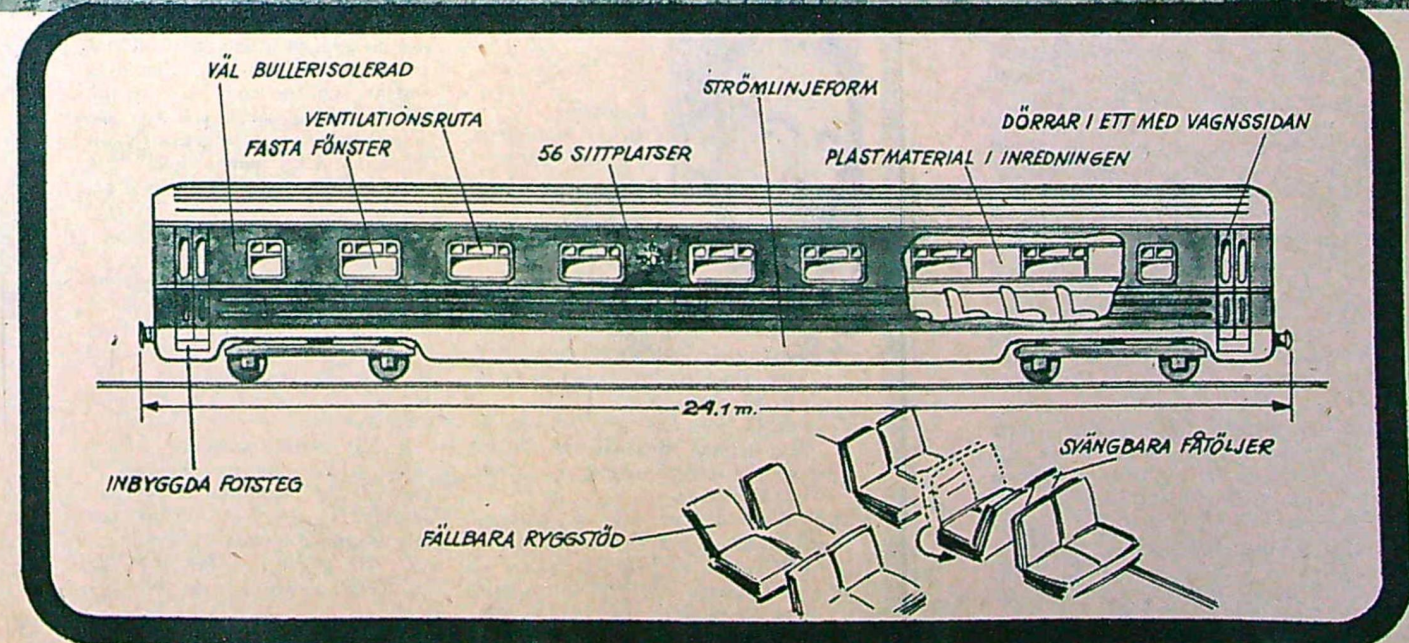 VÄL BULLERISOLERAD
STRÖMLINJEFORM
VENTILATIONSRUTA
DÖRRAR I ETT MED VAGNSSIDAN
FASTA FÖNSTER
56 SITTPLATSER
PLASTMATERIAL I INREDNINGEN
24.1 m.
INBYGGDA FOTSTEG
SVÄNGBARA FÅTÖLJER
FÄLLBARA RYGGSTÖD